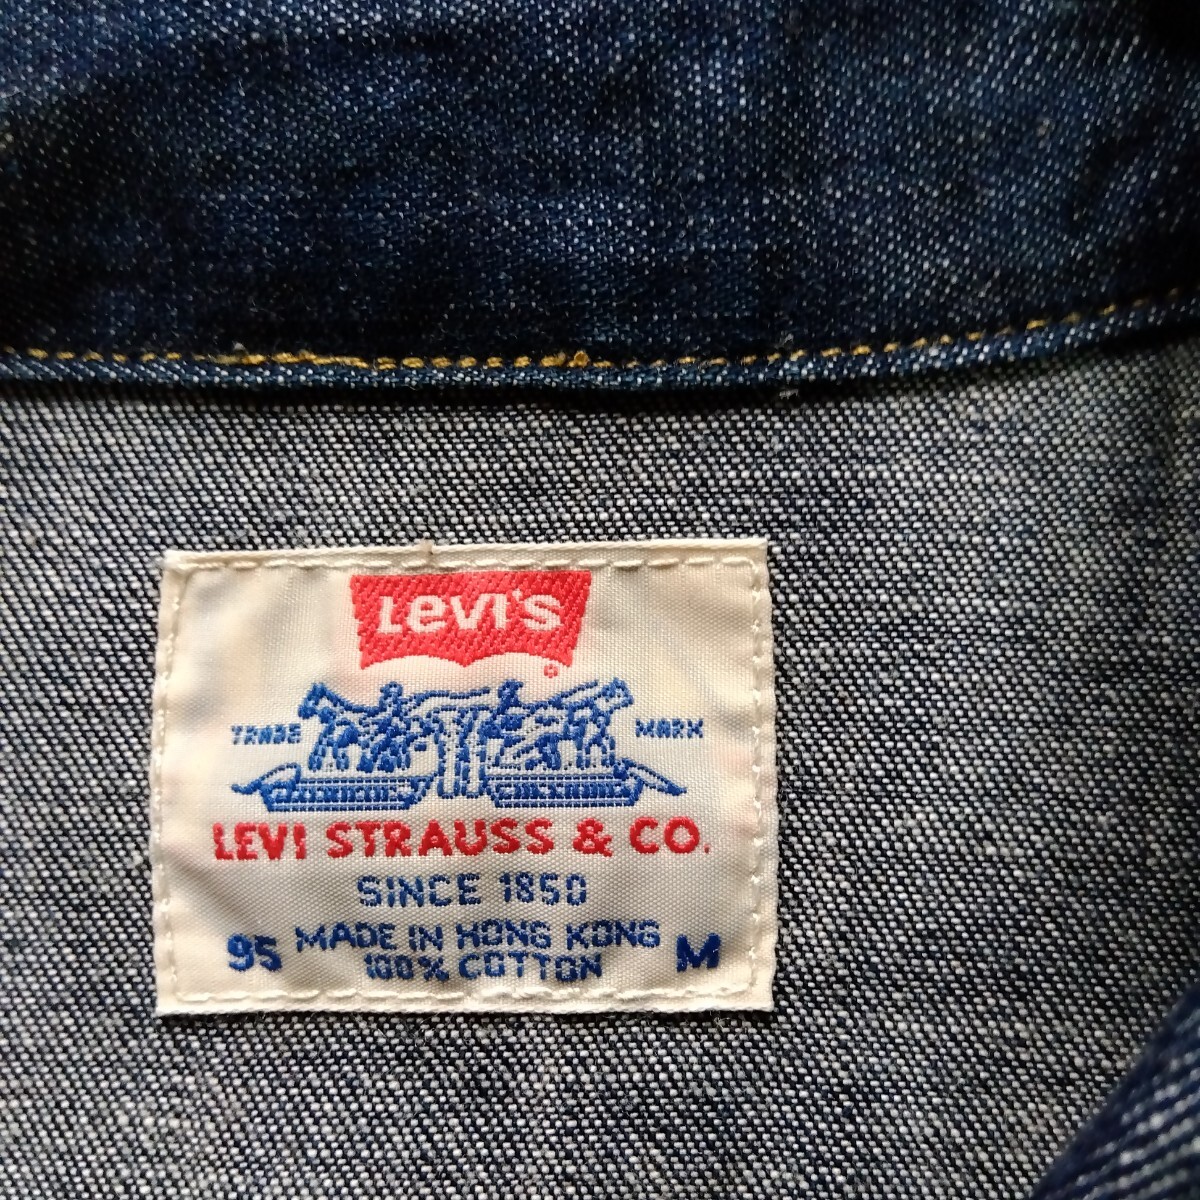 LEVI'S
®
TRADE MARK
LEVI STRAUSS & CO.
SINCE 1850
95 MADE IN HONG KONG M
100% COTTON